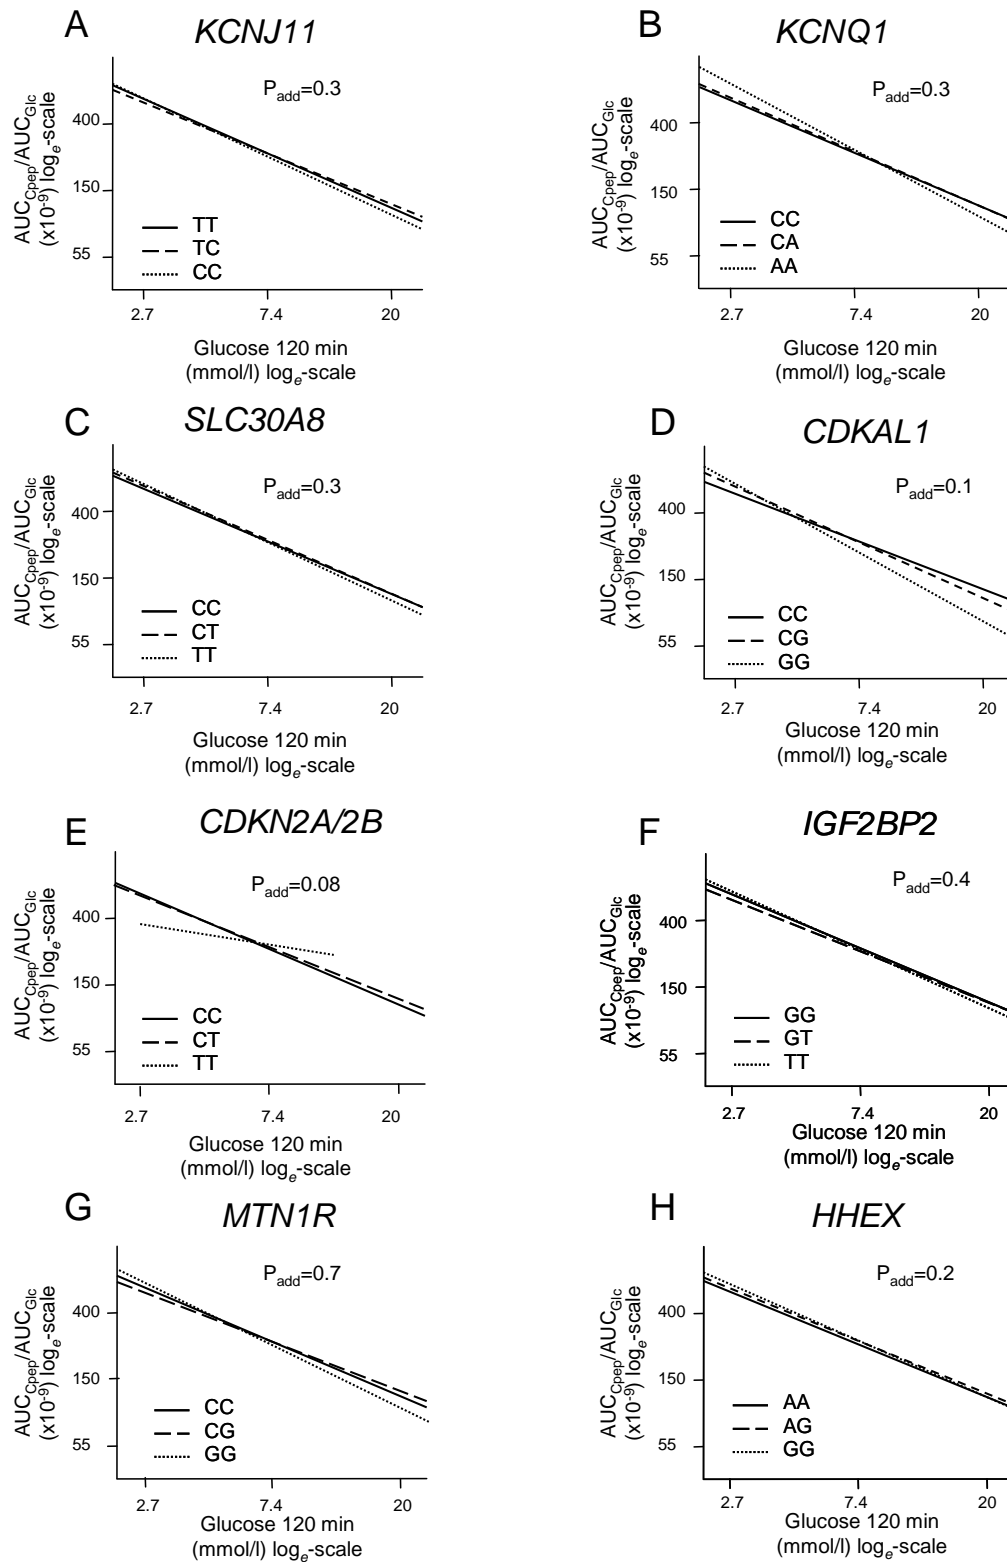 A
KCNJ11
P_add=0.3
AUC_Cpep/AUC_Glc
(x10^-9) log_e-scale
400
150
55
TT
TC
CC
2.7 7.4 20
Glucose 120 min
(mmol/l) log_e-scale
B
KCNQ1
P_add=0.3
AUC_Cpep/AUC_Glc
(x10^-9) log_e-scale
400
150
55
CC
CA
AA
2.7 7.4 20
Glucose 120 min
(mmol/l) log_e-scale
C
SLC30A8
P_add=0.3
AUC_Cpep/AUC_Glc
(x10^-9) log_e-scale
400
150
55
CC
CT
TT
2.7 7.4 20
Glucose 120 min
(mmol/l) log_e-scale
D
CDKAL1
P_add=0.1
AUC_Cpep/AUC_Glc
(x10^-9) log_e-scale
400
150
55
CC
CG
GG
2.7 7.4 20
Glucose 120 min
(mmol/l) log_e-scale
E
CDKN2A/2B
P_add=0.08
AUC_Cpep/AUC_Glc
(x10^-9) log_e-scale
400
150
55
CC
CT
TT
2.7 7.4 20
Glucose 120 min
(mmol/l) log_e-scale
F
IGF2BP2
P_add=0.4
AUC_Cpep/AUC_Glc
(x10^-9) log_e-scale
400
150
55
GG
GT
TT
2.7 7.4 20
Glucose 120 min
(mmol/l) log_e-scale
G
MTN1R
P_add=0.7
AUC_Cpep/AUC_Glc
(x10^-9) log_e-scale
400
150
55
CC
CG
GG
2.7 7.4 20
Glucose 120 min
(mmol/l) log_e-scale
H
HHEX
P_add=0.2
AUC_Cpep/AUC_Glc
(x10^-9) log_e-scale
400
150
55
AA
AG
GG
2.7 7.4 20
Glucose 120 min
(mmol/l) log_e-scale